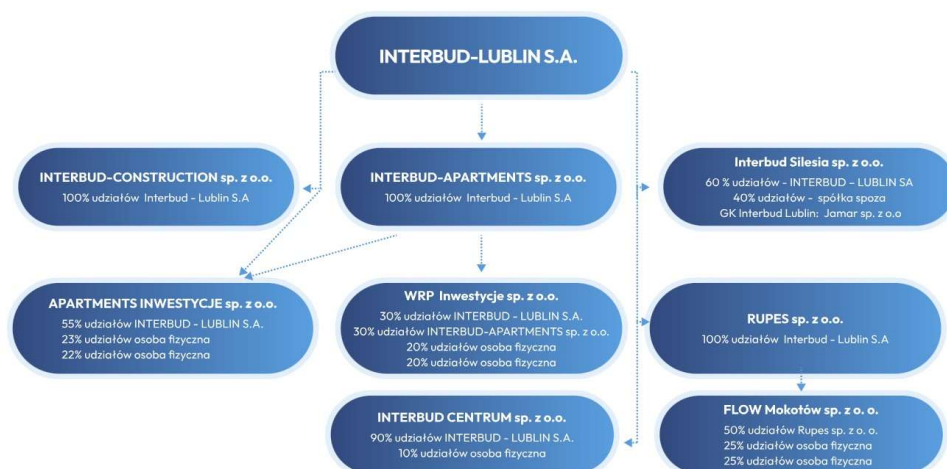 INTERBUD-LUBLIN S.A.
INTERBUD-CONSTRUCTION sp. z o.o.
100% udziałów Interbud - Lublin S.A
INTERBUD-APARTMENTS sp. z o.o.
100% udziałów Interbud - Lublin S.A
Interbud Silesia sp. z o.o.
60 % udziałów - INTERBUD – LUBLIN SA
40% udziałów - spółka spoza
GK Interbud Lublin: Jamar sp. z o.o
APARTMENTS INWESTYCJE sp. z o.o.
55% udziałów INTERBUD - LUBLIN S.A.
23% udziałów osoba fizyczna
22% udziałów osoba fizyczna
WRP Inwestycje sp. z o.o.
30% udziałów INTERBUD - LUBLIN S.A.
30% udziałów INTERBUD-APARTMENTS sp. z o.o.
20% udziałów osoba fizyczna
20% udziałów osoba fizyczna
RUPES sp. z o.o.
100% udziałów Interbud - Lublin S.A
INTERBUD CENTRUM sp. z o.o.
90% udziałów INTERBUD - LUBLIN S.A.
10% udziałów osoba fizyczna
FLOW Mokotów sp. z o. o.
50% udziałów Rupes sp. z o. o.
25% udziałów osoba fizyczna
25% udziałów osoba fizyczna